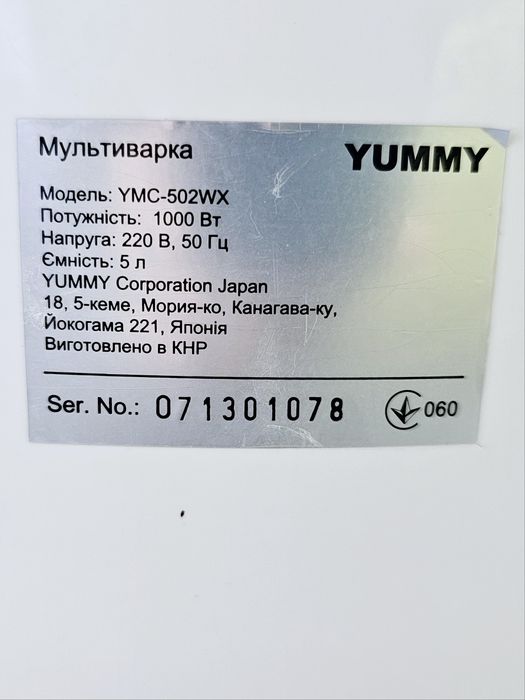 Мультиварка YUMMY
Модель: YMC-502WX
Потужність: 1000 Вт
Напруга: 220 В, 50 Гц
Ємність: 5 л
YUMMY Corporation Japan
18, 5-кеме, Мория-ко, Канагава-ку,
Йокогама 221, Японія
Виготовлено в КНР
Ser. No.: 071301078 060